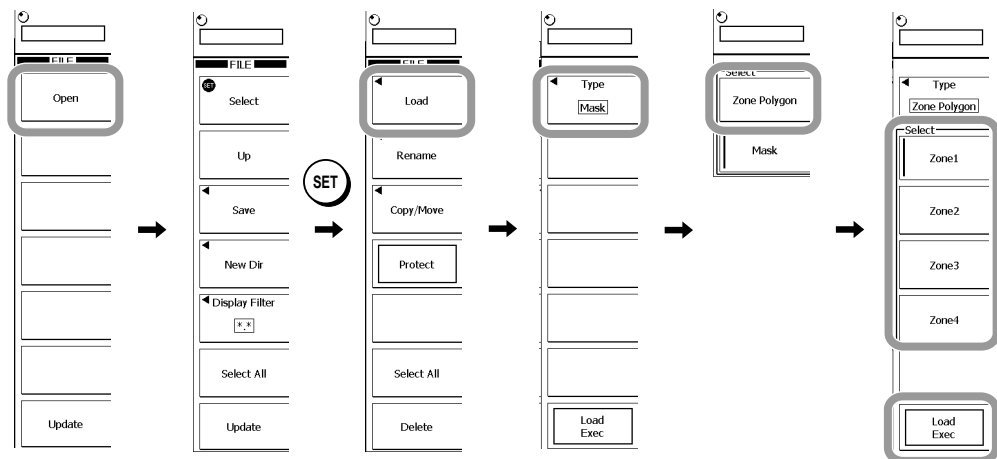 FILE
Open
Update
FILE
SET
Select
Up
Save
New Dir
Display Filter
*.*
Select All
Update
SET
FILE
Load
Rename
Copy/Move
Protect
Select All
Delete
Type
Mask
Load
Exec
Select
Zone Polygon
Mask
Type
Zone Polygon
Select
Zone1
Zone2
Zone3
Zone4
Load
Exec